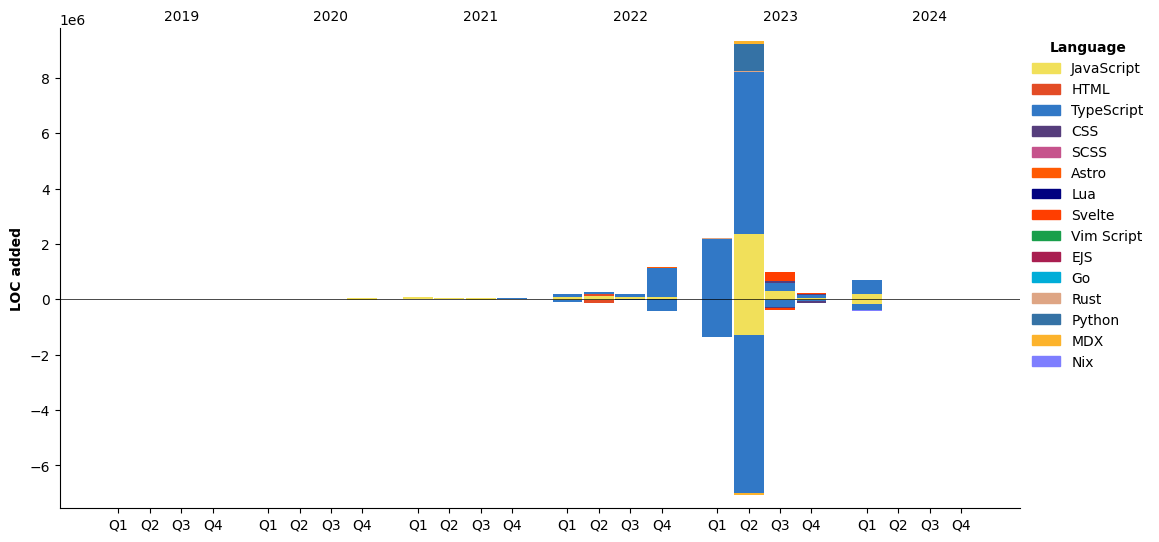 1e6
2019 2020 2021 2022 2023 2024
LOC added
8
6
4
2
0
−2
−4
−6
Q1 Q2 Q3 Q4 Q1 Q2 Q3 Q4 Q1 Q2 Q3 Q4 Q1 Q2 Q3 Q4 Q1 Q2 Q3 Q4 Q1 Q2 Q3 Q4
Language
JavaScript
HTML
TypeScript
CSS
SCSS
Astro
Lua
Svelte
Vim Script
EJS
Go
Rust
Python
MDX
Nix